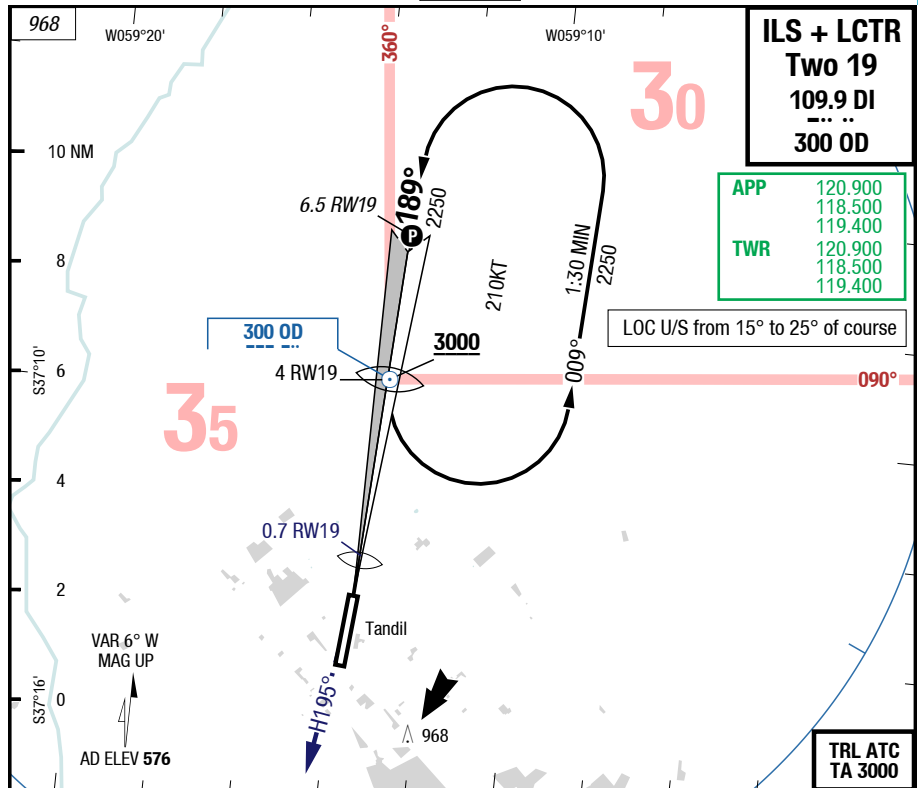 968
W059°20'
W059°10'
360°
30
ILS + LCTR
Two 19
109.9 DI
300 OD
APP 120.900
118.500
119.400
TWR 120.900
118.500
119.400
LOC U/S from 15° to 25° of course
10 NM
6.5 RW19
189°
2250
P
8
210KT
1:30 MIN
2250
300 OD
3000
S37°10'
6
4 RW19
009°
090°
35
4
0.7 RW19
2
Tandil
VAR 6° W
MAG UP
S37°16'
0
H195°
968
AD ELEV 576
TRL ATC
TA 3000